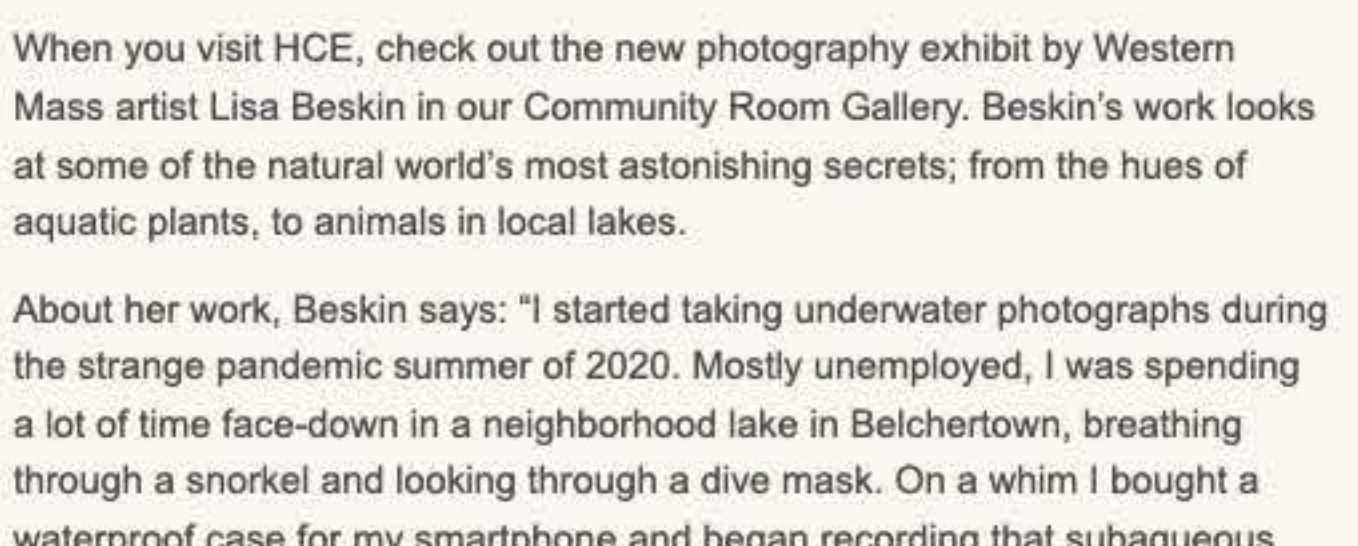 When you visit HCE, check out the new photography exhibit by Western
Mass artist Lisa Beskin in our Community Room Gallery. Beskin’s work looks
at some of the natural world’s most astonishing secrets; from the hues of
aquatic plants, to animals in local lakes.
About her work, Beskin says: “I started taking underwater photographs during
the strange pandemic summer of 2020. Mostly unemployed, I was spending
a lot of time face-down in a neighborhood lake in Belchertown, breathing
through a snorkel and looking through a dive mask. On a whim I bought a
waterproof case for my smartphone and began recording that subaqueous